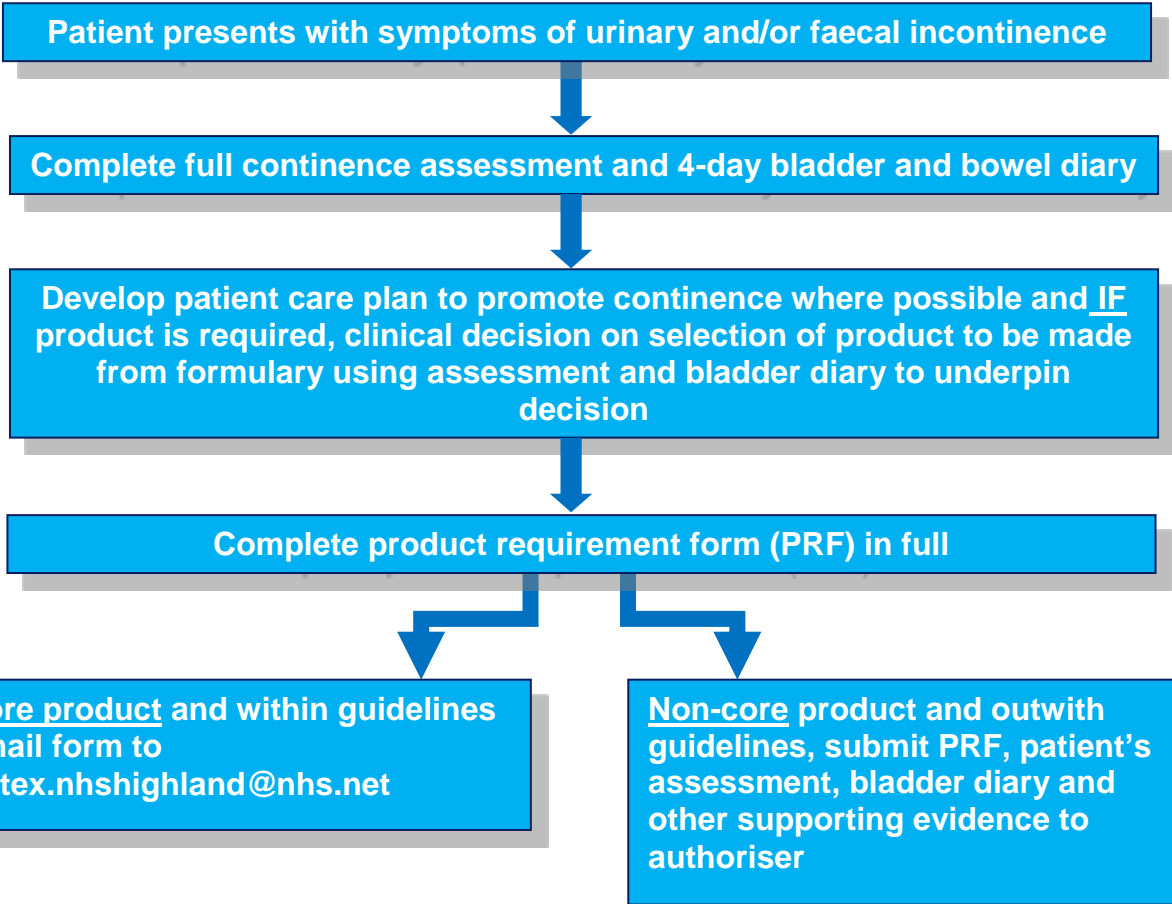 Patient presents with symptoms of urinary and/or faecal incontinence
Complete full continence assessment and 4-day bladder and bowel diary
Develop patient care plan to promote continence where possible and IF
product is required, clinical decision on selection of product to be made
from formulary using assessment and bladder diary to underpin
decision
Complete product requirement form (PRF) in full
product and within guidelines
form to
Non-core product and outwith
guidelines, submit PRF, patient's
assessment, bladder diary and
other supporting evidence to
authoriser